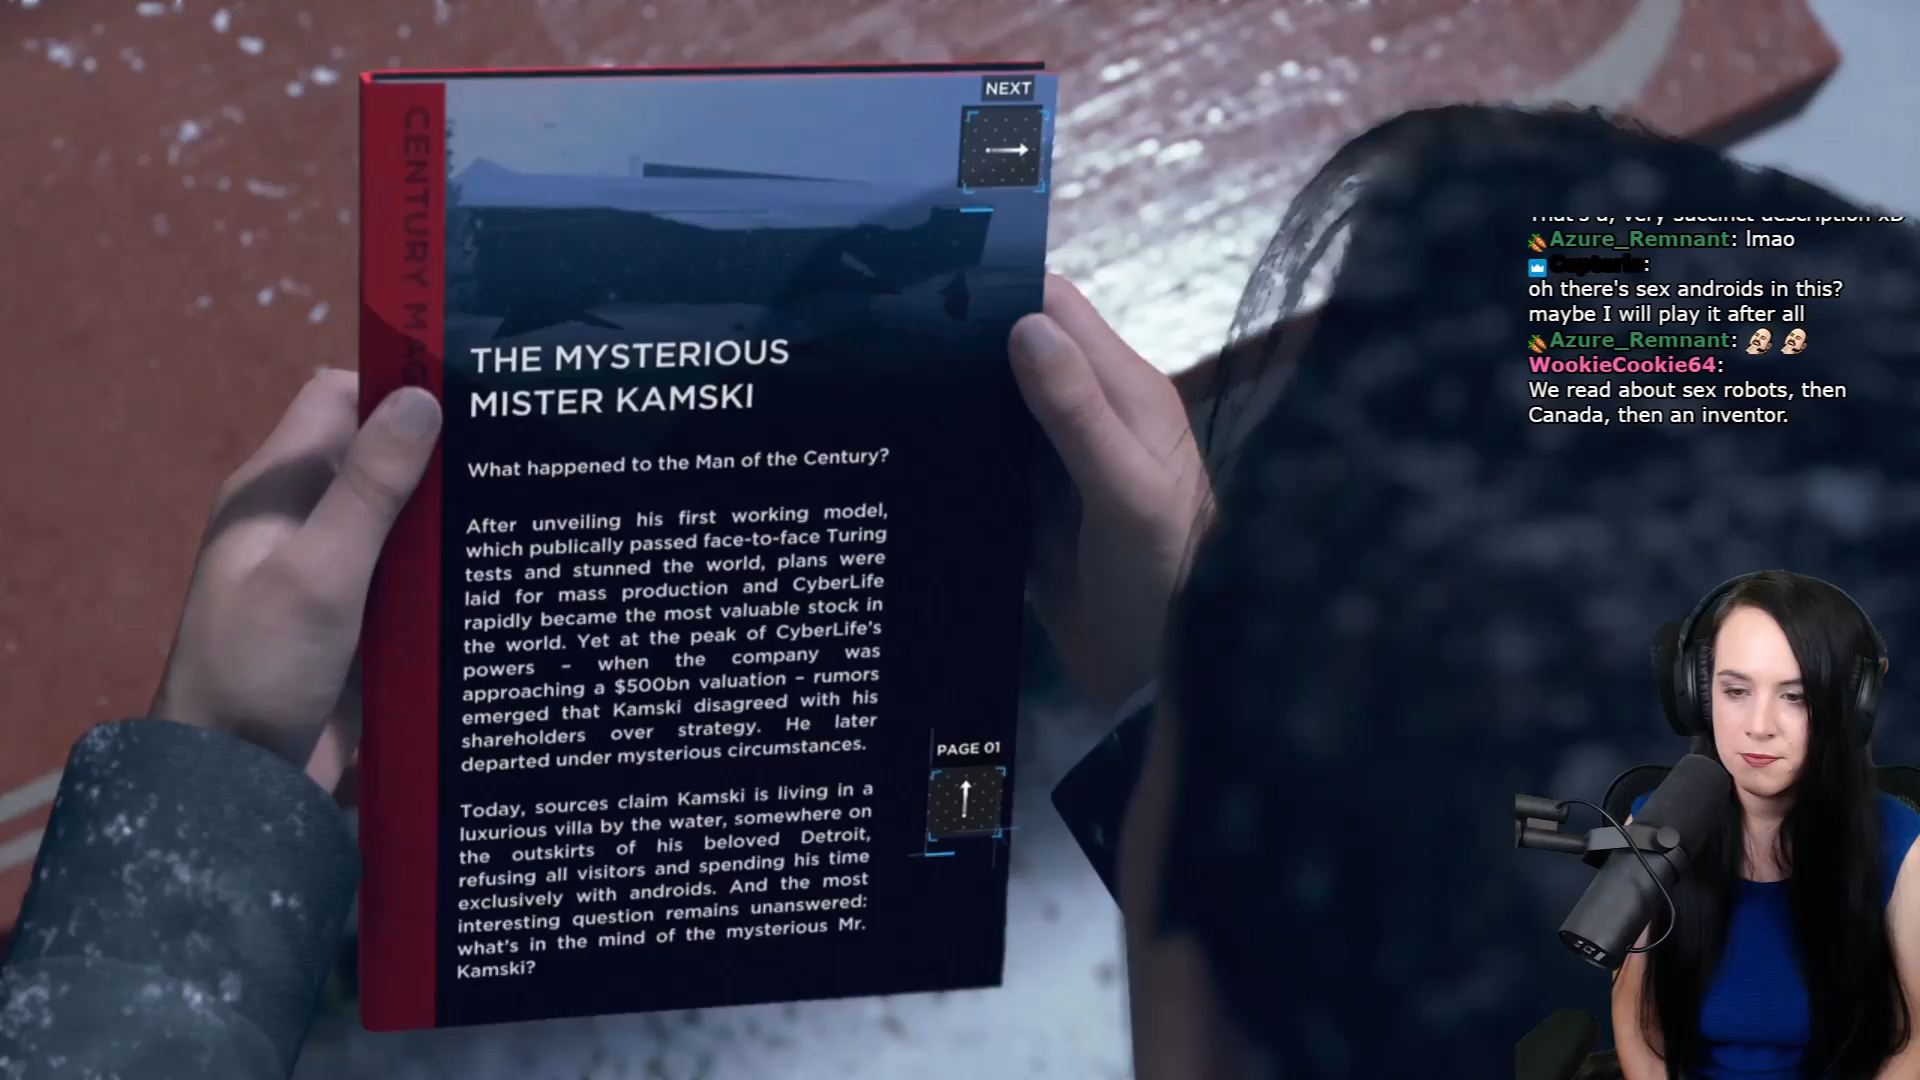 CENTURY MAG
NEXT
THE MYSTERIOUS
MISTER KAMSKI
What happened to the Man of the Century?
After unveiling his first working model,
which publically passed face-to-face Turing
tests and stunned the world, plans were
laid for mass production and CyberLife
rapidly became the most valuable stock in
the world. Yet at the peak of CyberLife's
powers – when the company was
approaching a $500bn valuation – rumors
emerged that Kamski disagreed with his
shareholders over strategy. He later
departed under mysterious circumstances.
Today, sources claim Kamski is living in a
luxurious villa by the water, somewhere on
the outskirts of his beloved Detroit,
refusing all visitors and spending his time
exclusively with androids. And the most
interesting question remains unanswered:
what's in the mind of the mysterious Mr.
Kamski?
PAGE 01
That's a, very succinct description xD
Azure_Remnant: lmao
:
oh there's sex androids in this?
maybe I will play it after all
Azure_Remnant:
WookieCookie64:
We read about sex robots, then
Canada, then an inventor.